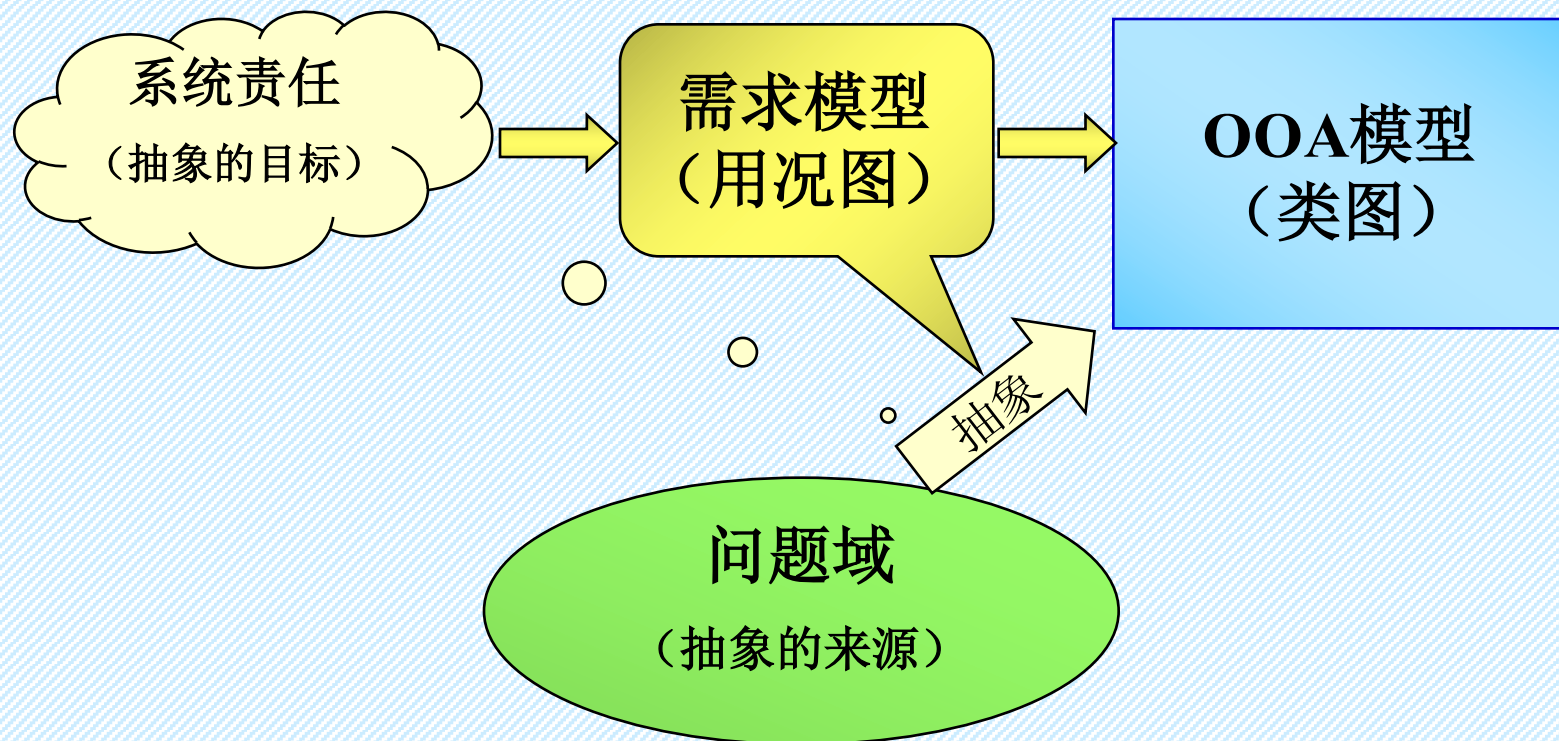 系统责任
（抽象的目标）
需求模型
（用况图）
OOA模型
（类图）
抽象
问题域
（抽象的来源）